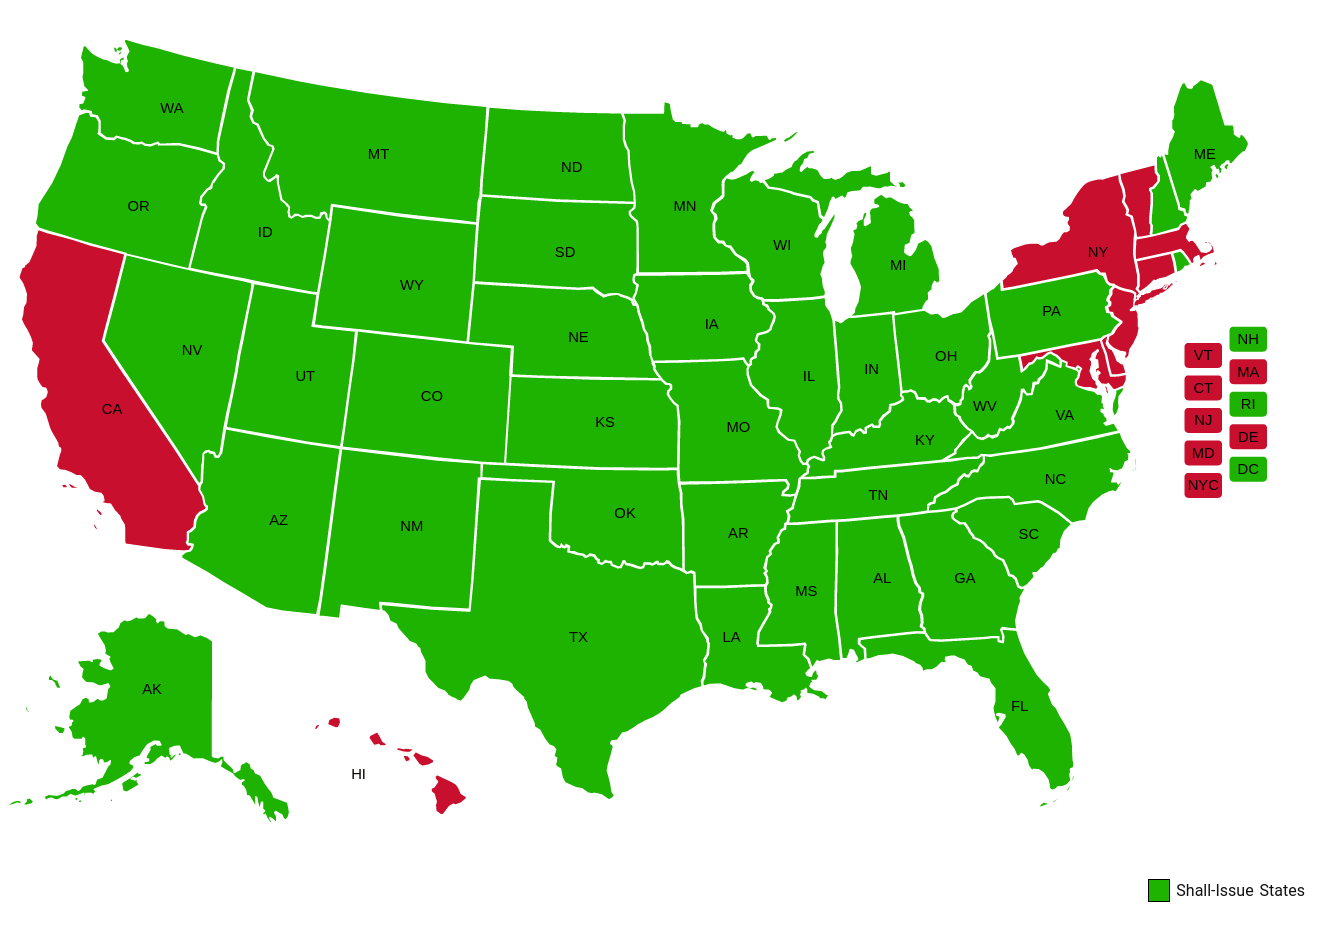 WA
MT
ME
ND
OR
MN
ID
WI
NY
SD
MI
WY
PA
IA
NE
NH
NV
VT
OH
IN
MA
UT
IL
CT
CO
RI
WV
CA
VA
NJ
KS
MO
DE
KY
MD
DC
NC
NYC
TN
OK
AZ
NM
AR
SC
AL
GA
MS
TX
LA
AK
FL
HI
Shall-Issue States